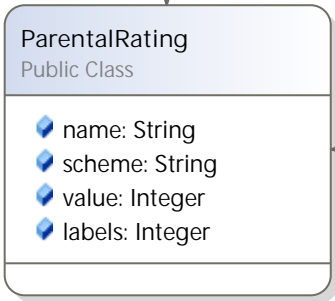 ParentalRating
Public Class
name: String
scheme: String
value: Integer
labels: Integer